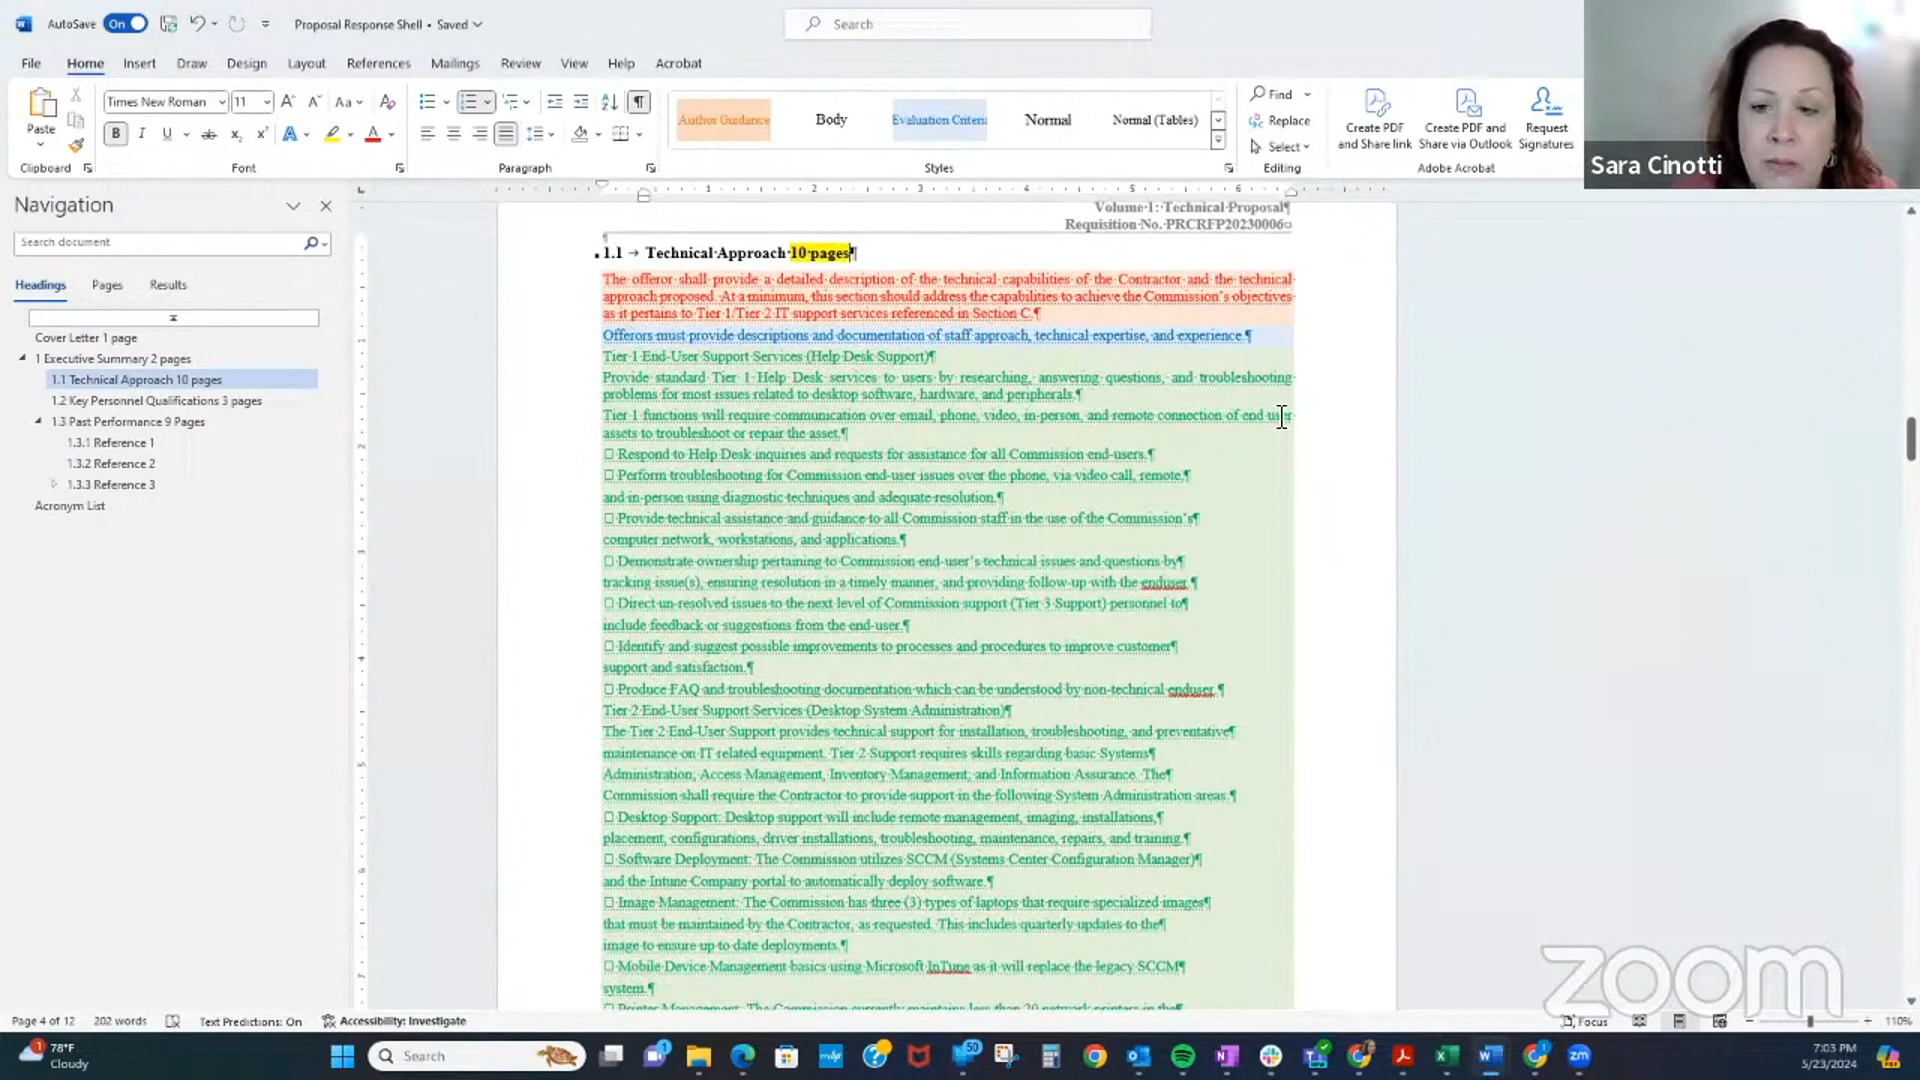 AutoSave On Proposal Response Shell • Saved Search
File Home Insert Draw Design Layout References Mailings Review View Help Acrobat
Paste Times New Roman 11 Aa Author Guidance Body Evaluation Criteria Normal Normal (Tables) Find Replace Select Create PDF and Share link Create PDF and Share via Outlook Request Signatures
Clipboard Font Paragraph Styles Editing Adobe Acrobat
Sara Cinotti
Navigation
Search document
Headings Pages Results
Cover Letter 1 page
1 Executive Summary 2 pages
1.1 Technical Approach 10 pages
1.2 Key Personnel Qualifications 3 pages
1.3 Past Performance 9 Pages
1.3.1 Reference 1
1.3.2 Reference 2
1.3.3 Reference 3
Acronym List
Volume 1: Technical Proposal
Requisition No. PRCRFP20230006
1.1 → Technical Approach 10 pages
The offeror shall provide a detailed description of the technical capabilities of the Contractor and the technical
approach proposed. At a minimum, this section should address the capabilities to achieve the Commission's objectives
as it pertains to Tier 1/Tier 2 IT support services referenced in Section C.
Offerors must provide descriptions and documentation of staff approach, technical expertise, and experience.
Tier 1 End-User Support Services (Help Desk Support)
Provide standard Tier 1 Help Desk services to users by researching, answering questions, and troubleshooting
problems for most issues related to desktop software, hardware, and peripherals.
Tier 1 functions will require communication over email, phone, video, in-person, and remote connection of end user
assets to troubleshoot or repair the asset.
☐ Respond to Help Desk inquiries and requests for assistance for all Commission end-users.
☐ Perform troubleshooting for Commission end-user issues over the phone, via video call, remote,
and in-person using diagnostic techniques and adequate resolution.
☐ Provide technical assistance and guidance to all Commission staff in the use of the Commission's
computer network, workstations, and applications.
☐ Demonstrate ownership pertaining to Commission end-user's technical issues and questions by
tracking issue(s), ensuring resolution in a timely manner, and providing follow-up with the enduser.
☐ Direct un-resolved issues to the next level of Commission support (Tier 3 Support) personnel to
include feedback or suggestions from the end-user.
☐ Identify and suggest possible improvements to processes and procedures to improve customer
support and satisfaction.
☐ Produce FAQ and troubleshooting documentation which can be understood by non-technical enduser.
Tier 2 End-User Support Services (Desktop System Administration)
The Tier 2 End-User Support provides technical support for installation, troubleshooting, and preventative
maintenance on IT related equipment. Tier 2 Support requires skills regarding basic Systems
Administration, Access Management, Inventory Management, and Information Assurance. The
Commission shall require the Contractor to provide support in the following System Administration areas.
☐ Desktop Support: Desktop support will include remote management, imaging, installations,
placement, configurations, driver installations, troubleshooting, maintenance, repairs, and training.
☐ Software Deployment: The Commission utilizes SCCM (Systems Center Configuration Manager)
and the Intune Company portal to automatically deploy software.
☐ Image Management: The Commission has three (3) types of laptops that require specialized images
that must be maintained by the Contractor, as requested. This includes quarterly updates to the
image to ensure up to date deployments.
☐ Mobile Device Management basics using Microsoft InTune as it will replace the legacy SCCM
system.
☐ Printer Management: The Commission currently maintains less than 20 network printers in the
zoom
Page 4 of 12 202 words Text Predictions: On Accessibility: Investigate Focus 110%
78°F
Cloudy
Search
7:03 PM
5/23/2024